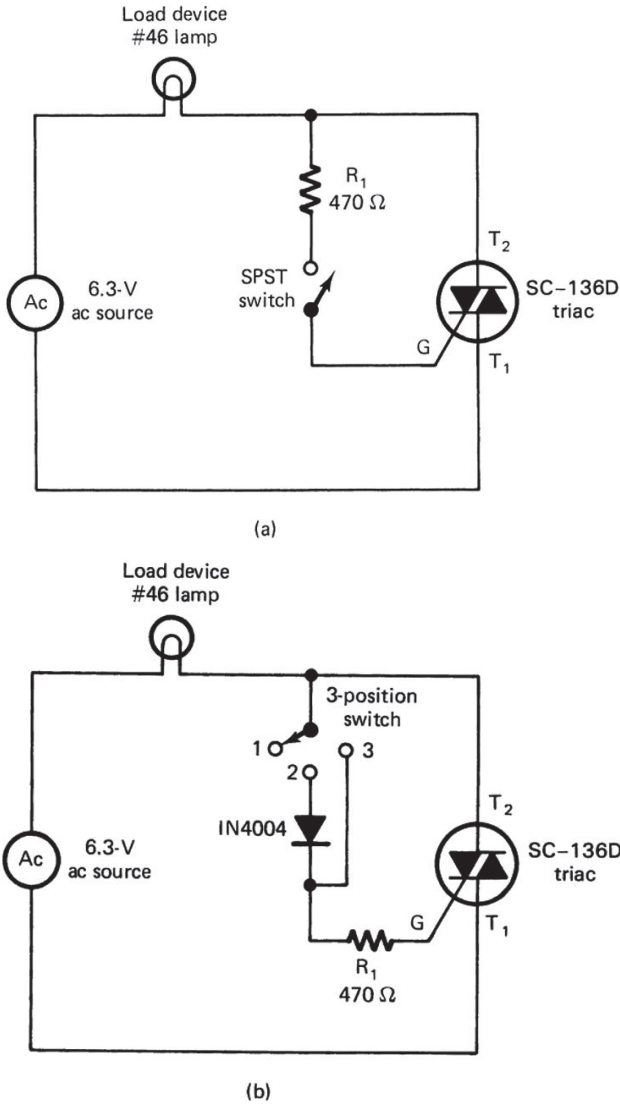 Load device
#46 lamp
R₁
470 Ω
T₂
SPST
switch
6.3-V
ac source
Ac
SC–136D
triac
G
T₁
(a)
Load device
#46 lamp
3-position
switch
1
3
2
T₂
IN4004
6.3-V
ac source
Ac
SC–136D
triac
G
T₁
R₁
470 Ω
(b)